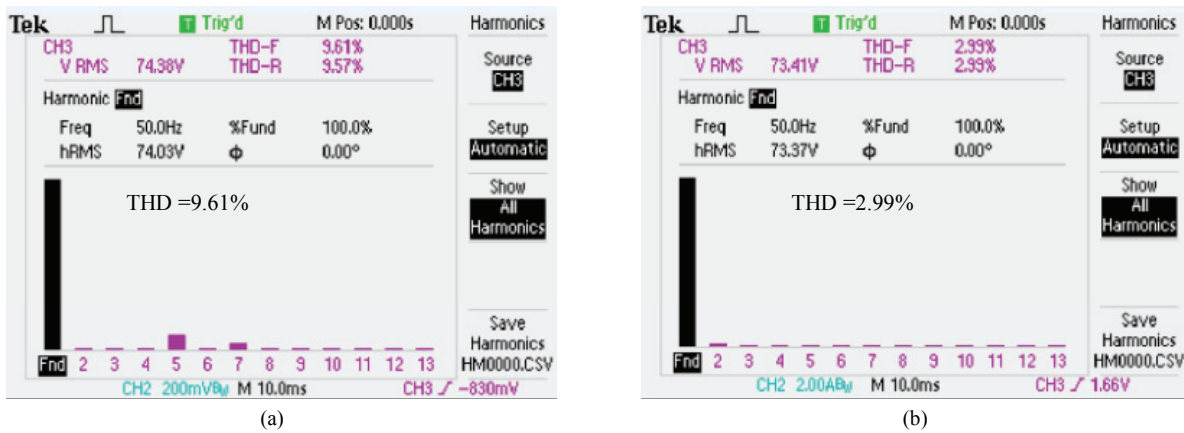 Tek T Trig'd M Pos: 0.000s Harmonics
CH3 THD-F 9.61%
V RMS 74.38V THD-R 9.57%
Source
CH3
Harmonic Fnd
Freq 50.0Hz %Fund 100.0%
hRMS 74.03V Φ 0.00°
Setup
Automatic
Show
All
Harmonics
THD =9.61%
Save
Harmonics
HM0000.CSV
Fnd 2 3 4 5 6 7 8 9 10 11 12 13
CH2 200mVBW M 10.0ms CH3 -830mV
(a)
Tek T Trig'd M Pos: 0.000s Harmonics
CH3 THD-F 2.99%
V RMS 73.41V THD-R 2.99%
Source
CH3
Harmonic Fnd
Freq 50.0Hz %Fund 100.0%
hRMS 73.37V Φ 0.00°
Setup
Automatic
Show
All
Harmonics
THD =2.99%
Save
Harmonics
HM0000.CSV
Fnd 2 3 4 5 6 7 8 9 10 11 12 13
CH2 2.00ABW M 10.0ms CH3 1.66V
(b)